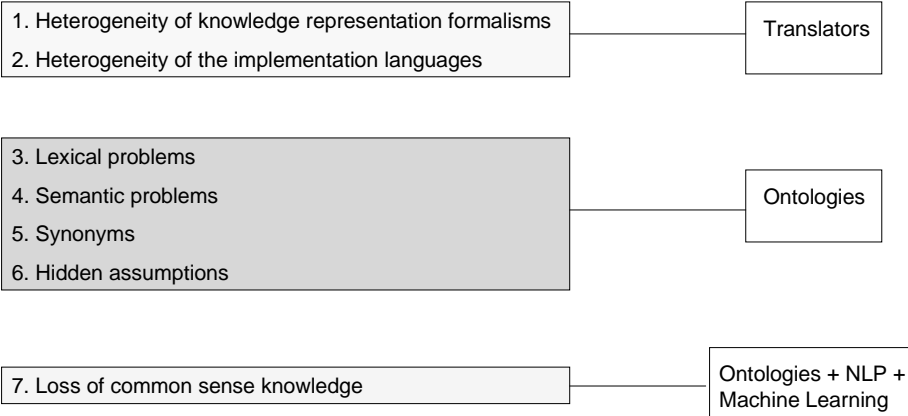 1. Heterogeneity of knowledge representation formalisms
2. Heterogeneity of the implementation languages
Translators
3. Lexical problems
4. Semantic problems
5. Synonyms
6. Hidden assumptions
Ontologies
7. Loss of common sense knowledge
Ontologies + NLP +
Machine Learning